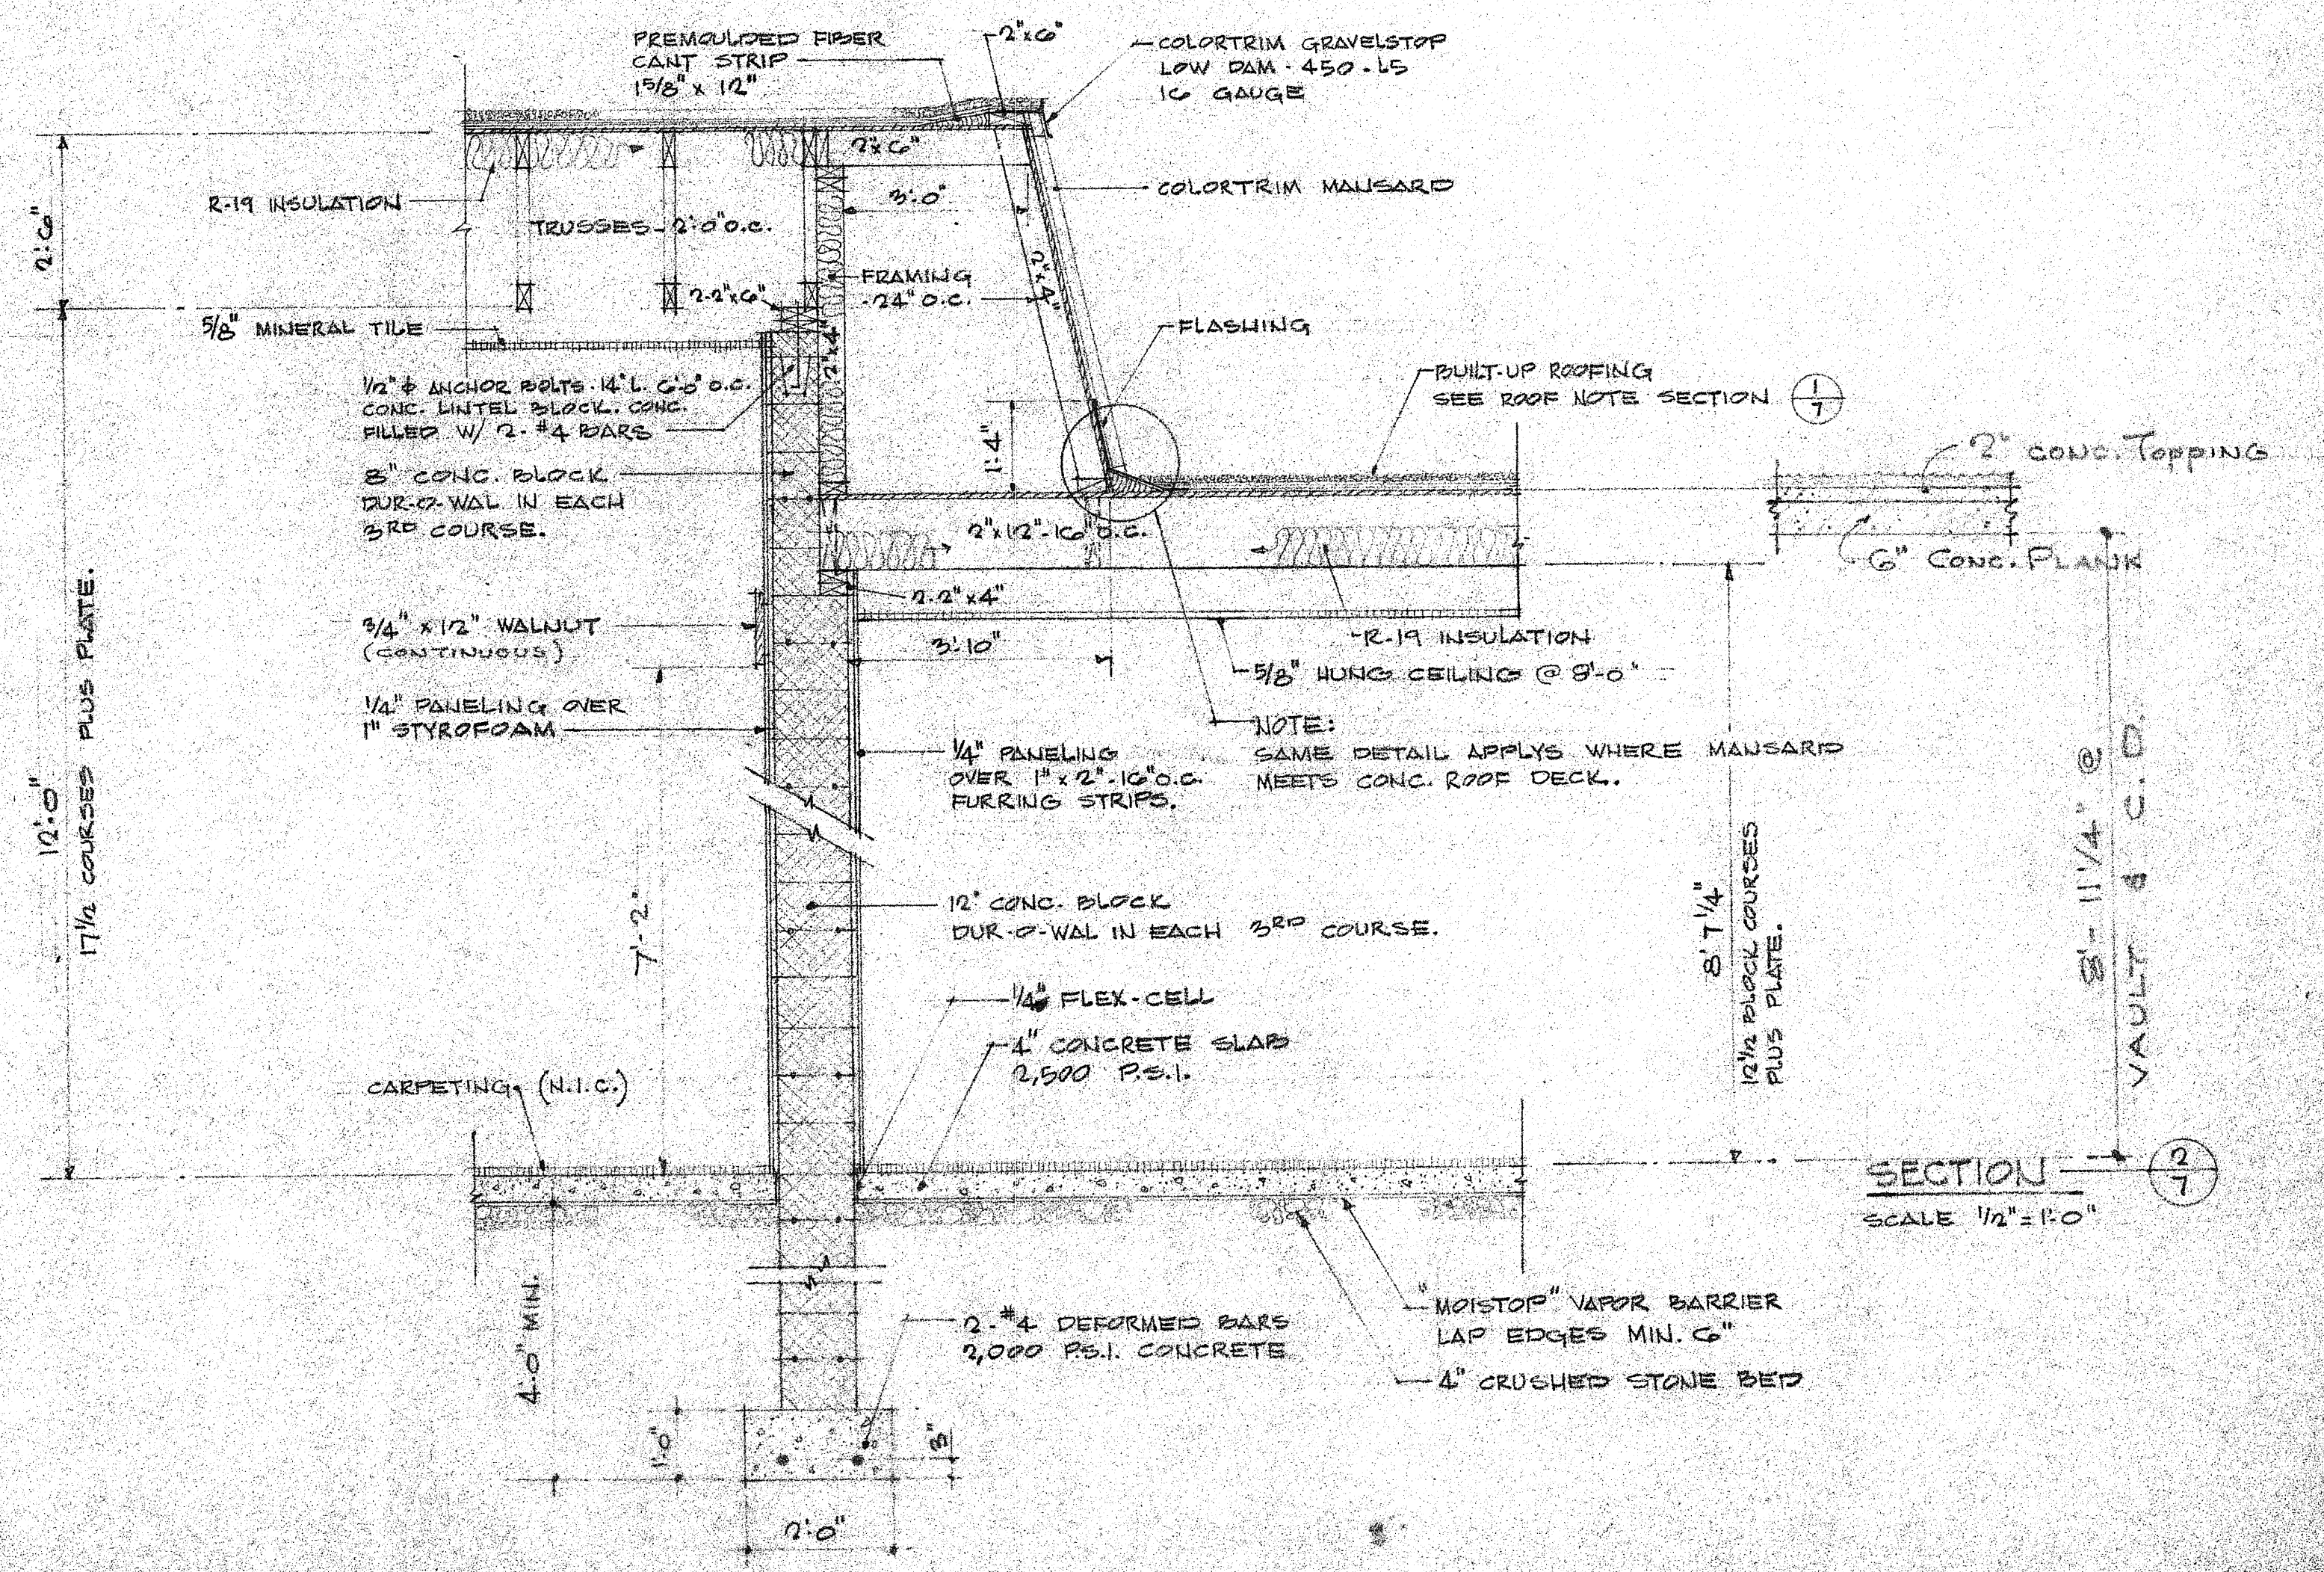 PREMOULDED FIBER
CANT STRIP
1 5/8" x 12"
2"x6"
COLORTRIM GRAVELSTOP
LOW DAM - 450-L5
16 GAUGE
2"x6"
COLORTRIM MANSARD
3'-0"
R-19 INSULATION
TRUSSES - 2'-0" O.C.
2'-6"
FRAMING
- 24" O.C.
2"x4"
2-2"x6"
5/8" MINERAL TILE
2"x4"
FLASHING
1/2" ϕ ANCHOR BOLTS - 14" L. 6'-0" O.C.
CONC. LINTEL BLOCK. CONC.
FILLED W/ 2-#4 BARS
BUILT-UP ROOFING
SEE ROOF NOTE SECTION
1
7
1'-4"
8" CONC. BLOCK
DUR-O-WAL IN EACH
3RD COURSE.
2" CONC. TOPPING
6" CONC. PLANK
2"x12"-16" O.C.
2-2"x4"
3/4" x 12" WALNUT
(CONTINUOUS)
3'-10"
R-19 INSULATION
5/8" HUNG CEILING @ 8'-0"
1/4" PANELING OVER
1" STYROFOAM
NOTE:
SAME DETAIL APPLYS WHERE MANSARD
MEETS CONC. ROOF DECK.
1/4" PANELING
OVER 1" x 2"-16" O.C.
FURRING STRIPS.
12'-0"
17 1/2 COURSES PLUS PLATE.
7'-2"
12" CONC. BLOCK
DUR-O-WAL IN EACH 3RD COURSE.
8' 7 1/4"
12 1/2 BLOCK COURSES
PLUS PLATE.
8'- 11 1/4" @
VAULT & C.D.
1/4" FLEX-CELL
4" CONCRETE SLAB
2,500 P.S.I.
CARPETING (N.I.C.)
SECTION
2
7
SCALE 1/2"=1'-0"
4'-0" MIN.
2-#4 DEFORMED BARS
2,000 P.S.I. CONCRETE
"MOISTOP" VAPOR BARRIER
LAP EDGES MIN. 6"
4" CRUSHED STONE BED
1'-0"
3"
2'-0"